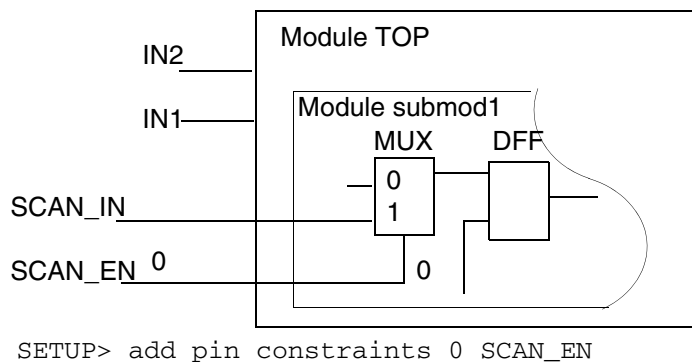 Module TOP
IN2
IN1
Module submod1
MUX DFF
0
1
SCAN_IN
SCAN_EN 0
0
SETUP> add pin constraints 0 SCAN_EN